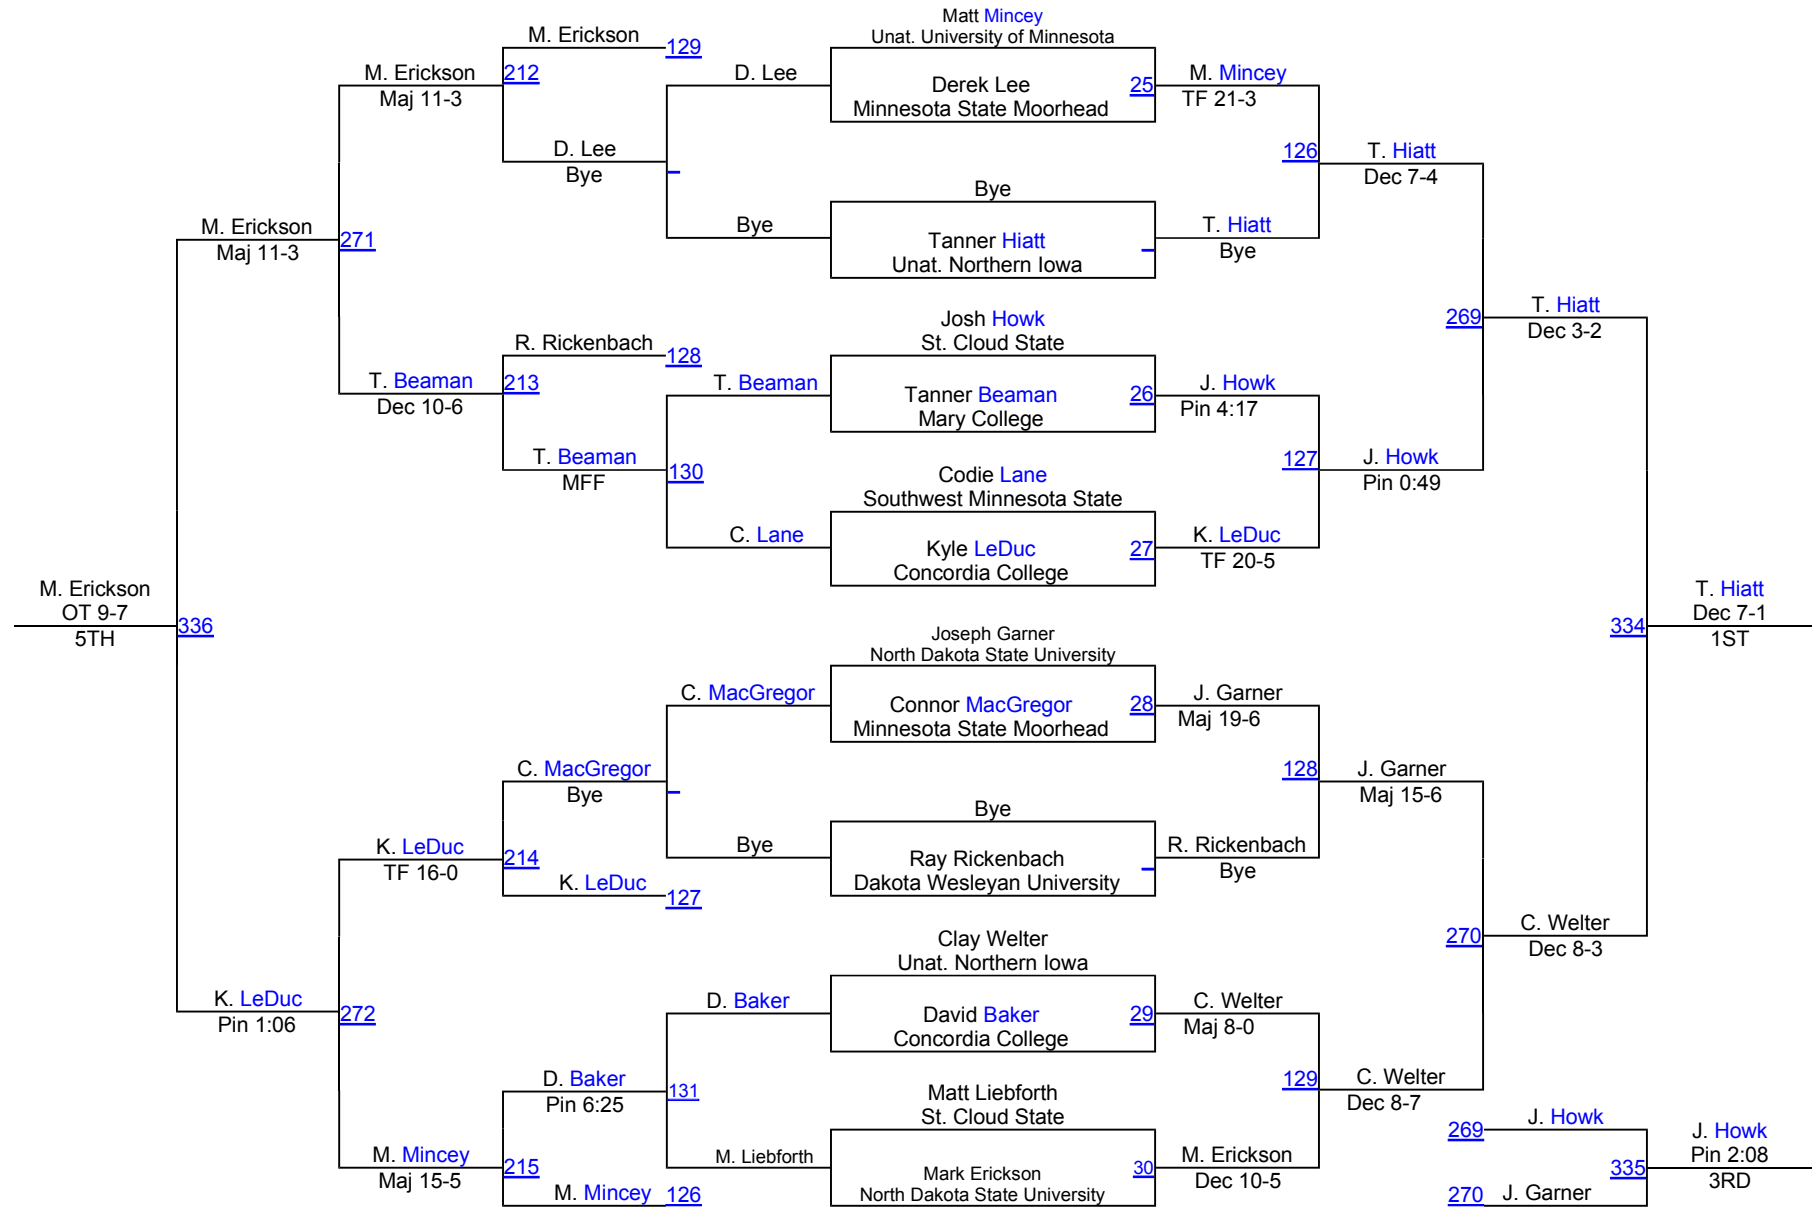 Matt Mincey
Unat. University of Minnesota
M. Erickson
129
M. Erickson
212
Maj 11-3
D. Lee
Derek Lee
25
Minnesota State Moorhead
M. Mincey
TF 21-3
D. Lee
Bye
126
T. Hiatt
Dec 7-4
Bye
M. Erickson
Maj 11-3
271
Bye
Tanner Hiatt
Unat. Northern Iowa
T. Hiatt
Bye
Josh Howk
St. Cloud State
269
T. Hiatt
Dec 3-2
R. Rickenbach
128
T. Beaman
213
Dec 10-6
T. Beaman
Tanner Beaman
26
Mary College
J. Howk
Pin 4:17
T. Beaman
MFF
130
Codie Lane
Southwest Minnesota State
127
J. Howk
Pin 0:49
C. Lane
Kyle LeDuc
27
Concordia College
K. LeDuc
TF 20-5
M. Erickson
OT 9-7
5TH
336
334
T. Hiatt
Dec 7-1
1ST
Joseph Garner
North Dakota State University
C. MacGregor
Connor MacGregor
28
Minnesota State Moorhead
J. Garner
Maj 19-6
C. MacGregor
Bye
128
J. Garner
Maj 15-6
Bye
K. LeDuc
214
TF 16-0
Bye
Ray Rickenbach
Dakota Wesleyan University
R. Rickenbach
Bye
K. LeDuc
127
Clay Welter
Unat. Northern Iowa
270
C. Welter
Dec 8-3
K. LeDuc
Pin 1:06
272
D. Baker
David Baker
29
Concordia College
C. Welter
Maj 8-0
D. Baker
Pin 6:25
131
Matt Liebforth
St. Cloud State
129
C. Welter
Dec 8-7
M. Mincey
215
Maj 15-5
M. Liebforth
Mark Erickson
30
North Dakota State University
M. Erickson
Dec 10-5
M. Mincey
126
269
J. Howk
335
J. Howk
Pin 2:08
3RD
270
J. Garner